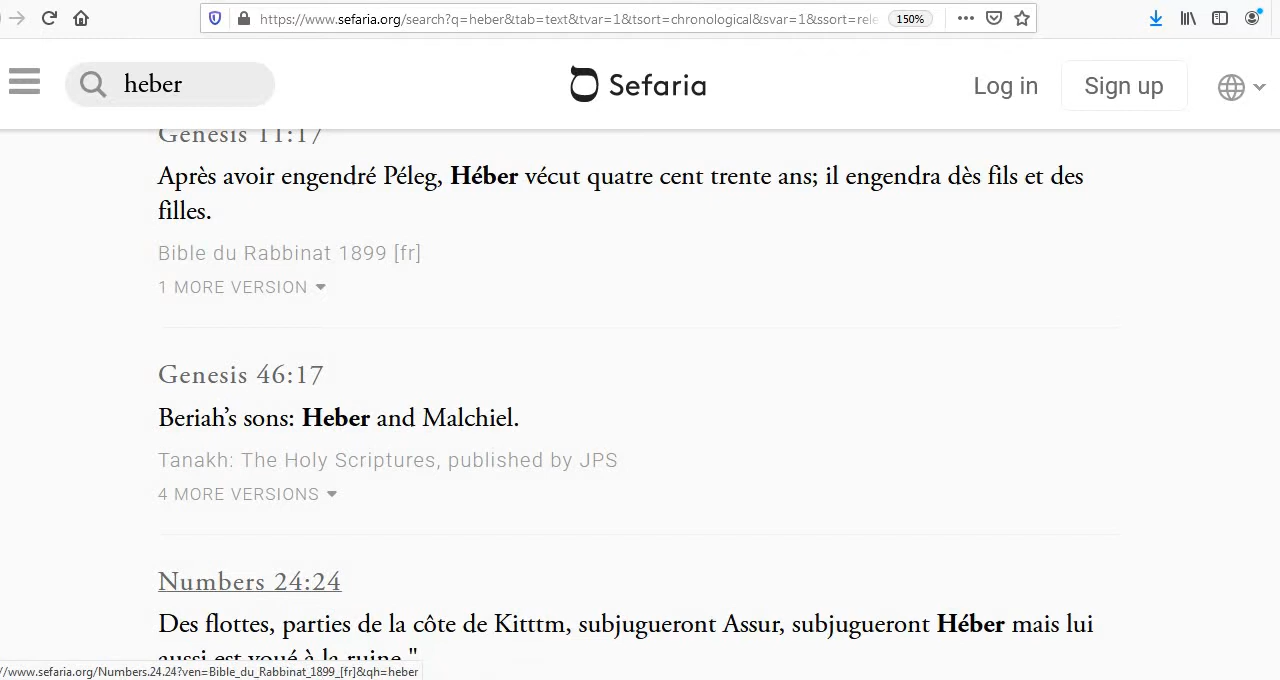 https://www.sefaria.org/search?q=heber&tab=text&tvar=1&tsort=chronological&svar=1&ssort=rele
150%
heber
Sefaria
Log in
Sign up
Genesis 11:17
Après avoir engendré Péleg, Héber vécut quatre cent trente ans; il engendra dès fils et des
filles.
Bible du Rabbinat 1899 [fr]
1 MORE VERSION
Genesis 46:17
Beriah’s sons: Heber and Malchiel.
Tanakh: The Holy Scriptures, published by JPS
4 MORE VERSIONS
Numbers 24:24
Des flottes, parties de la côte de Kitttm, subjugueront Assur, subjugueront Héber mais lui
aussi est voué à la ruine."
//www.sefaria.org/Numbers.24.24?ven=Bible_du_Rabbinat_1899_[fr]&qh=heber